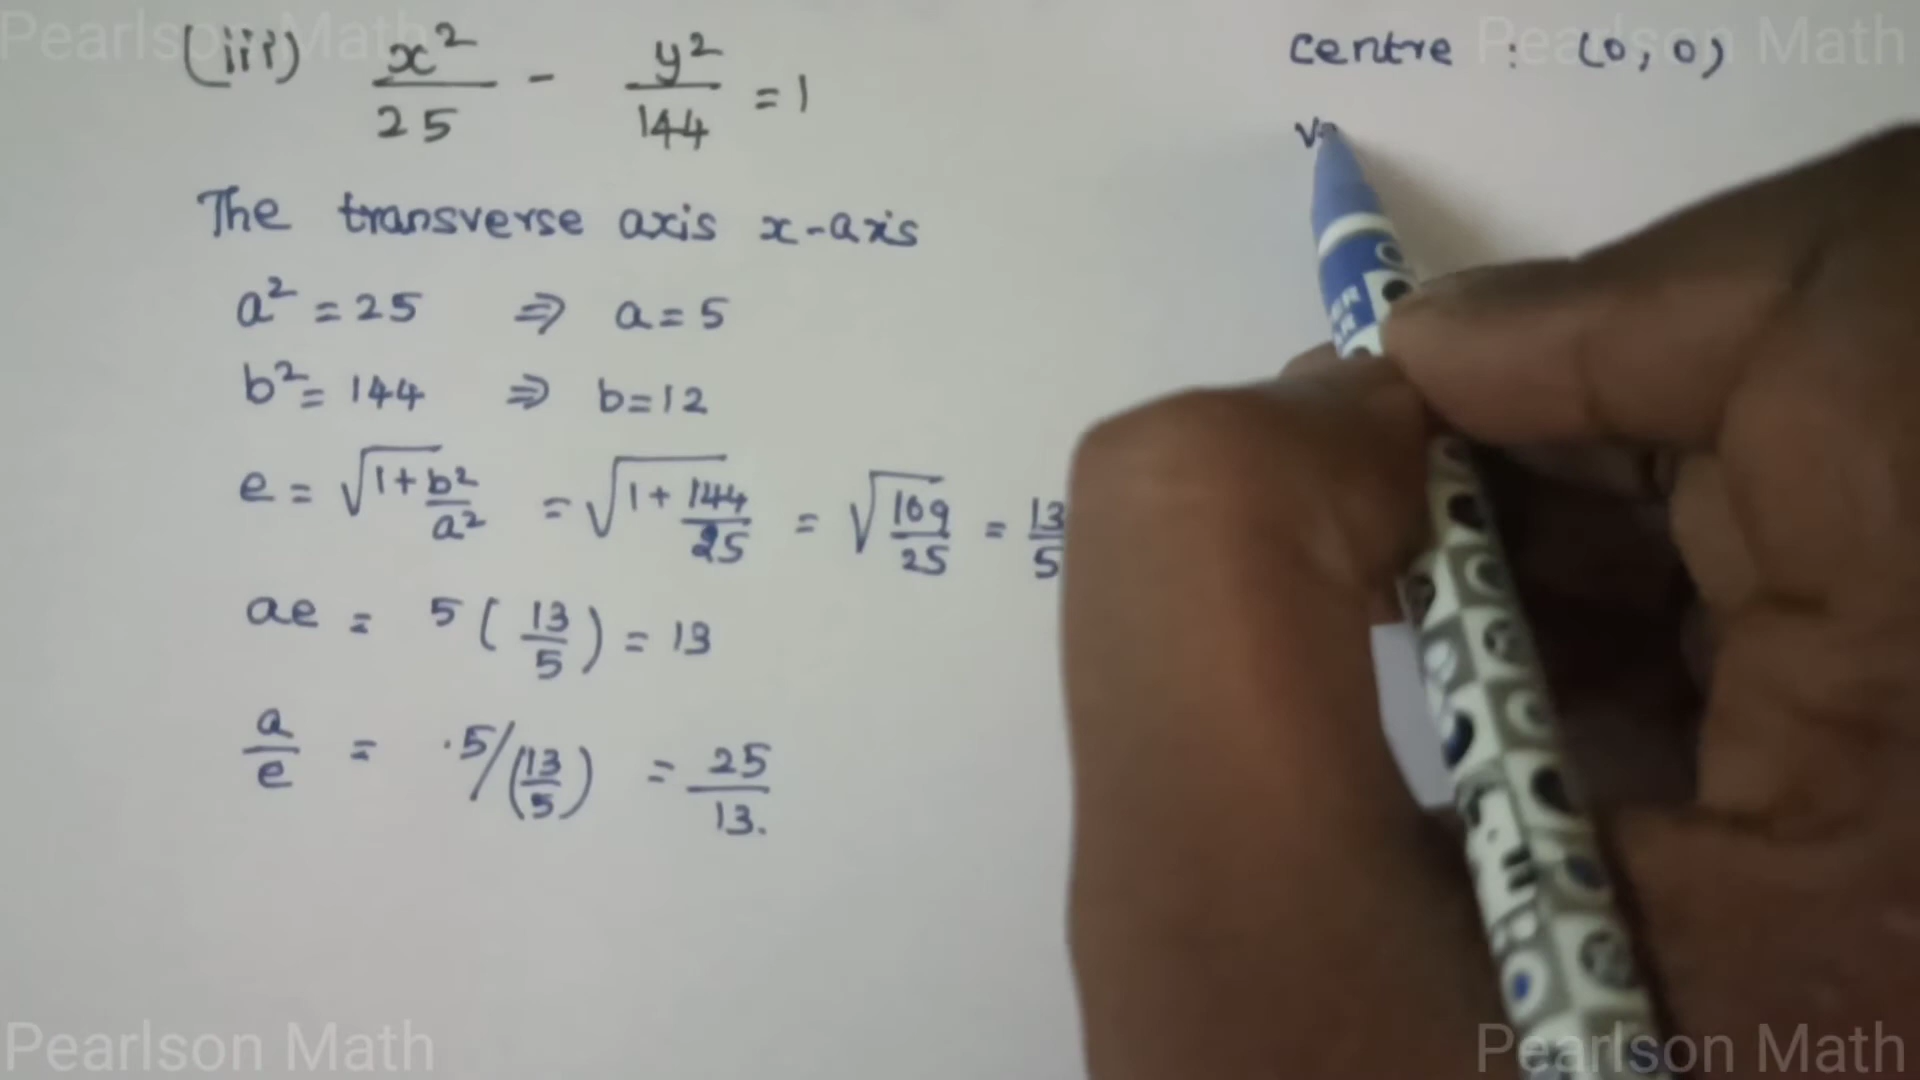 (iii) x²/25 - y²/144 = 1
The transverse axis x-axis
a² = 25 ⇒ a = 5
b² = 144 ⇒ b = 12
e = √(1 + b²/a²) = √(1 + 144/25) = √(169/25) = 13/5
ae = 5(13/5) = 13
a/e = 5/(13/5) = 25/13.
centre : (0, 0)
Pearlson Math
Pearlson Math
Pearlson Math
Pearlson Math